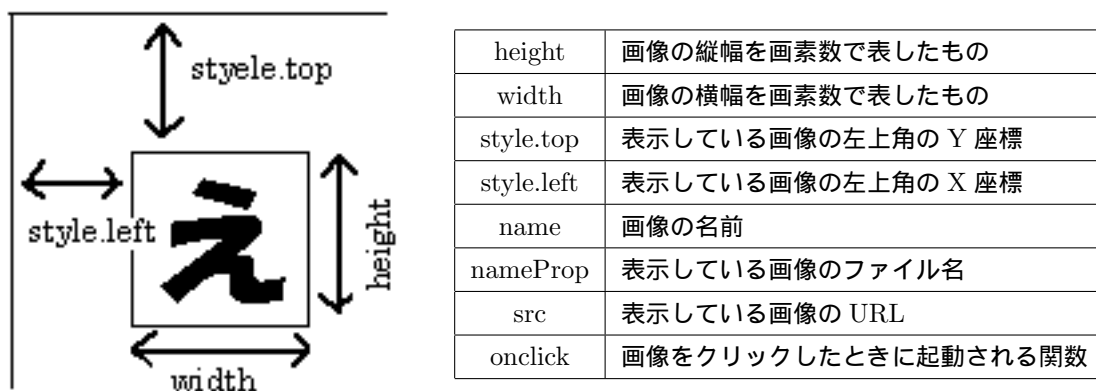 styele.top
style.left
え
height
width
height 画像の縦幅を画素数で表したもの
width 画像の横幅を画素数で表したもの
style.top 表示している画像の左上角の Y 座標
style.left 表示している画像の左上角の X 座標
name 画像の名前
nameProp 表示している画像のファイル名
src 表示している画像の URL
onclick 画像をクリックしたときに起動される関数